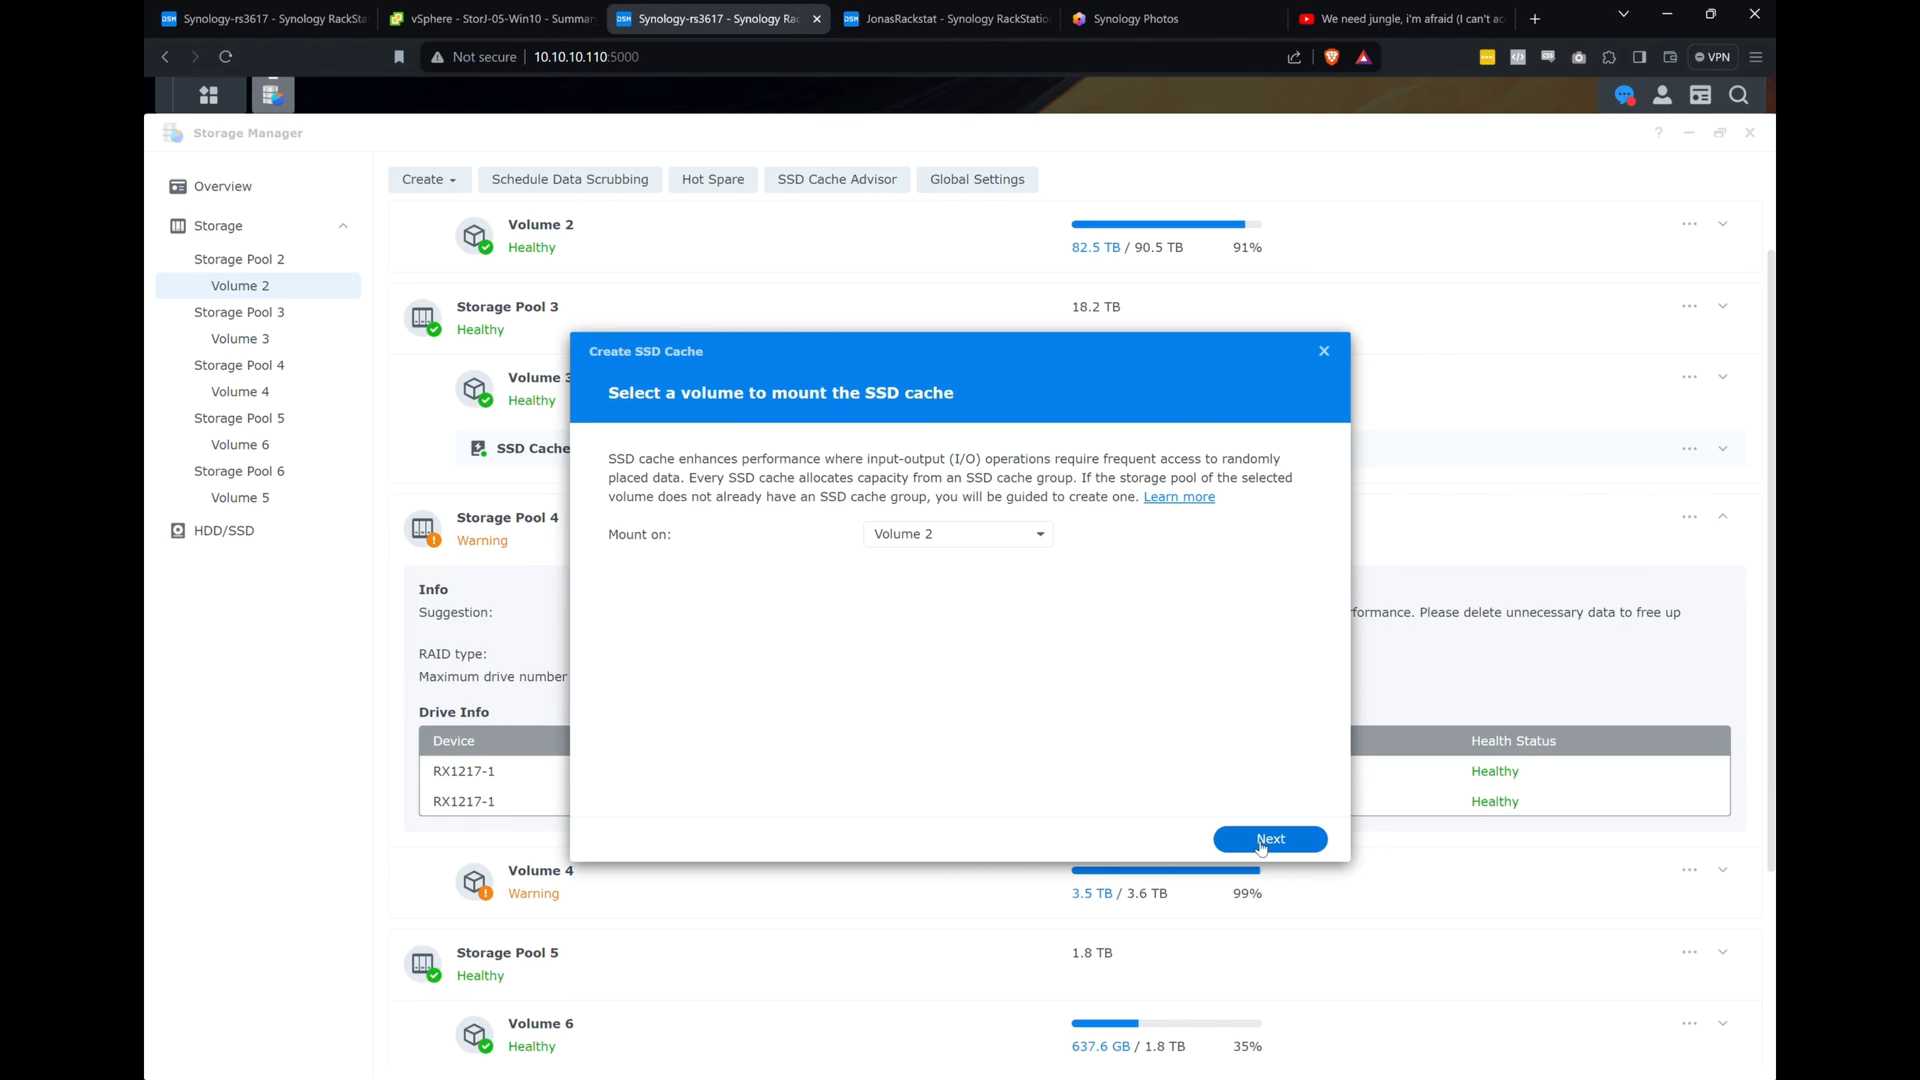 Synology-rs3617 - Synology RackSta
vSphere - StorJ-05-Win10 - Summar
Synology-rs3617 - Synology Rac
JonasRackstat - Synology RackStatio
Synology Photos
We need jungle, i'm afraid (I can't ac
Not secure
10.10.10.110:5000
VPN
Storage Manager
Overview
Storage
Storage Pool 2
Volume 2
Storage Pool 3
Volume 3
Storage Pool 4
Volume 4
Storage Pool 5
Volume 6
Storage Pool 6
Volume 5
HDD/SSD
Create
Schedule Data Scrubbing
Hot Spare
SSD Cache Advisor
Global Settings
Volume 2
Healthy
82.5 TB / 90.5 TB 91%
Storage Pool 3
Healthy
18.2 TB
Volume 3
Healthy
SSD Cache
Create SSD Cache
Select a volume to mount the SSD cache
SSD cache enhances performance where input-output (I/O) operations require frequent access to randomly
placed data. Every SSD cache allocates capacity from an SSD cache group. If the storage pool of the selected
volume does not already have an SSD cache group, you will be guided to create one. Learn more
Mount on: Volume 2
Next
Storage Pool 4
Warning
Info
Suggestion:
formance. Please delete unnecessary data to free up
RAID type:
Maximum drive number
Drive Info
Device
Health Status
RX1217-1
Healthy
RX1217-1
Healthy
Volume 4
Warning
3.5 TB / 3.6 TB 99%
Storage Pool 5
Healthy
1.8 TB
Volume 6
Healthy
637.6 GB / 1.8 TB 35%